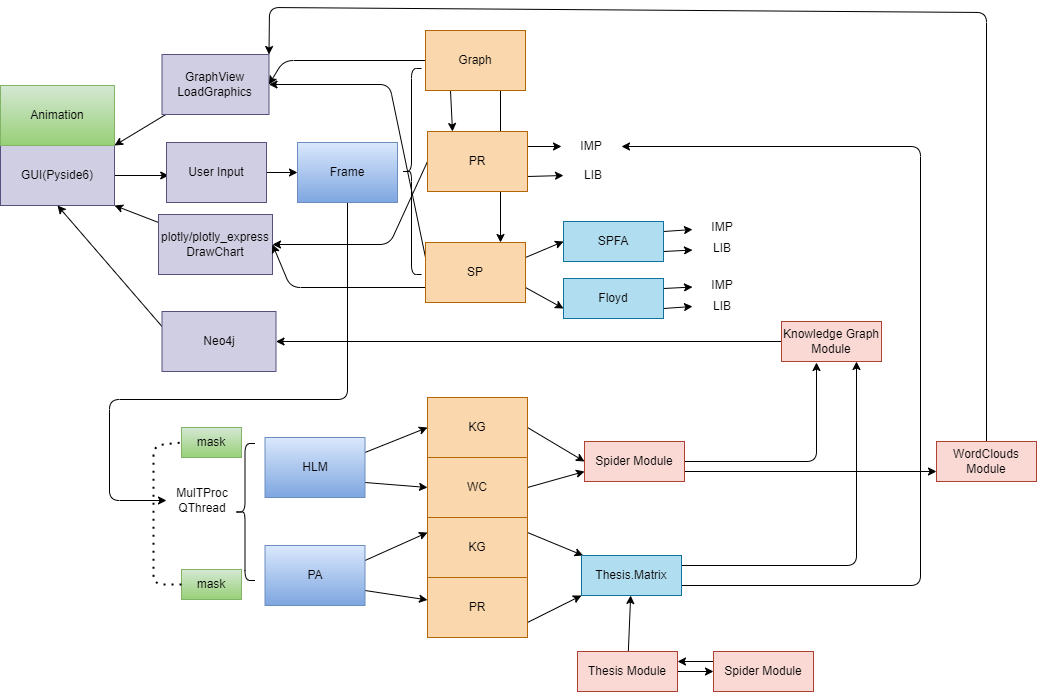 Graph
GraphView
LoadGraphics
Animation
PR
IMP
LIB
GUI(Pyside6)
User Input
Frame
plotly/plotly_express
DrawChart
SP
SPFA
IMP
LIB
Floyd
IMP
LIB
Neo4j
Knowledge Graph
Module
mask
HLM
KG
WC
Spider Module
WordClouds
Module
MulTProc
QThread
KG
PA
PR
Thesis.Matrix
mask
Thesis Module
Spider Module